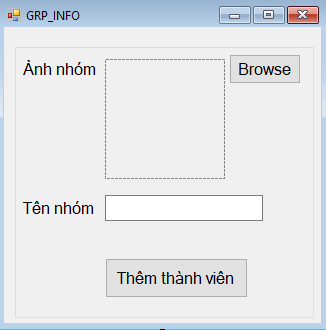 GRP_INFO
Ảnh nhóm
Browse
Tên nhóm
Thêm thành viên